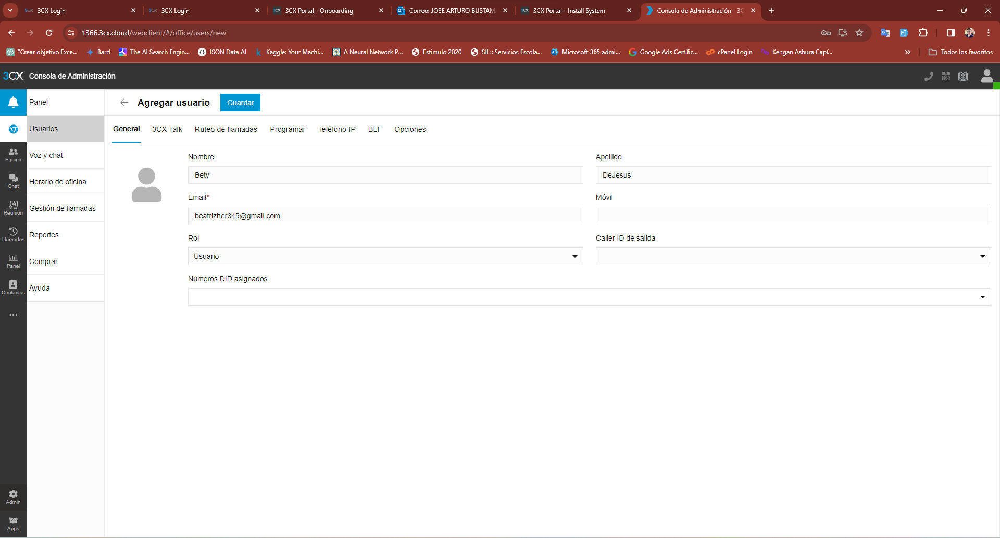 3CX Login
3CX Login
3CX Portal - Onboarding
Correo: JOSE ARTURO BUSTAM
3CX Portal - Install System
Consola de Administración - 3C
1366.3cx.cloud/webclient/#/office/users/new
"Crear objetivo Exce...
Bard
The AI Search Engin...
JSON Data AI
Kaggle: Your Machi...
A Neural Network P...
Estimulo 2020
SII :: Servicios Escola...
Microsoft 365 admi...
Google Ads Certific...
cPanel Login
Kengan Ashura Capí...
Todos los favoritos
3CX Consola de Administración
Panel
Agregar usuario
Guardar
Usuarios
General
3CX Talk
Ruteo de llamadas
Programar
Teléfono IP
BLF
Opciones
Equipo
Voz y chat
Nombre
Apellido
Bety
DeJesus
Chat
Horario de oficina
Email*
Móvil
Reunión
Gestión de llamadas
beatrizher345@gmail.com
Llamadas
Reportes
Rol
Caller ID de salida
Usuario
Panel
Comprar
Números DID asignados
Contactos
Ayuda
Admin
Apps